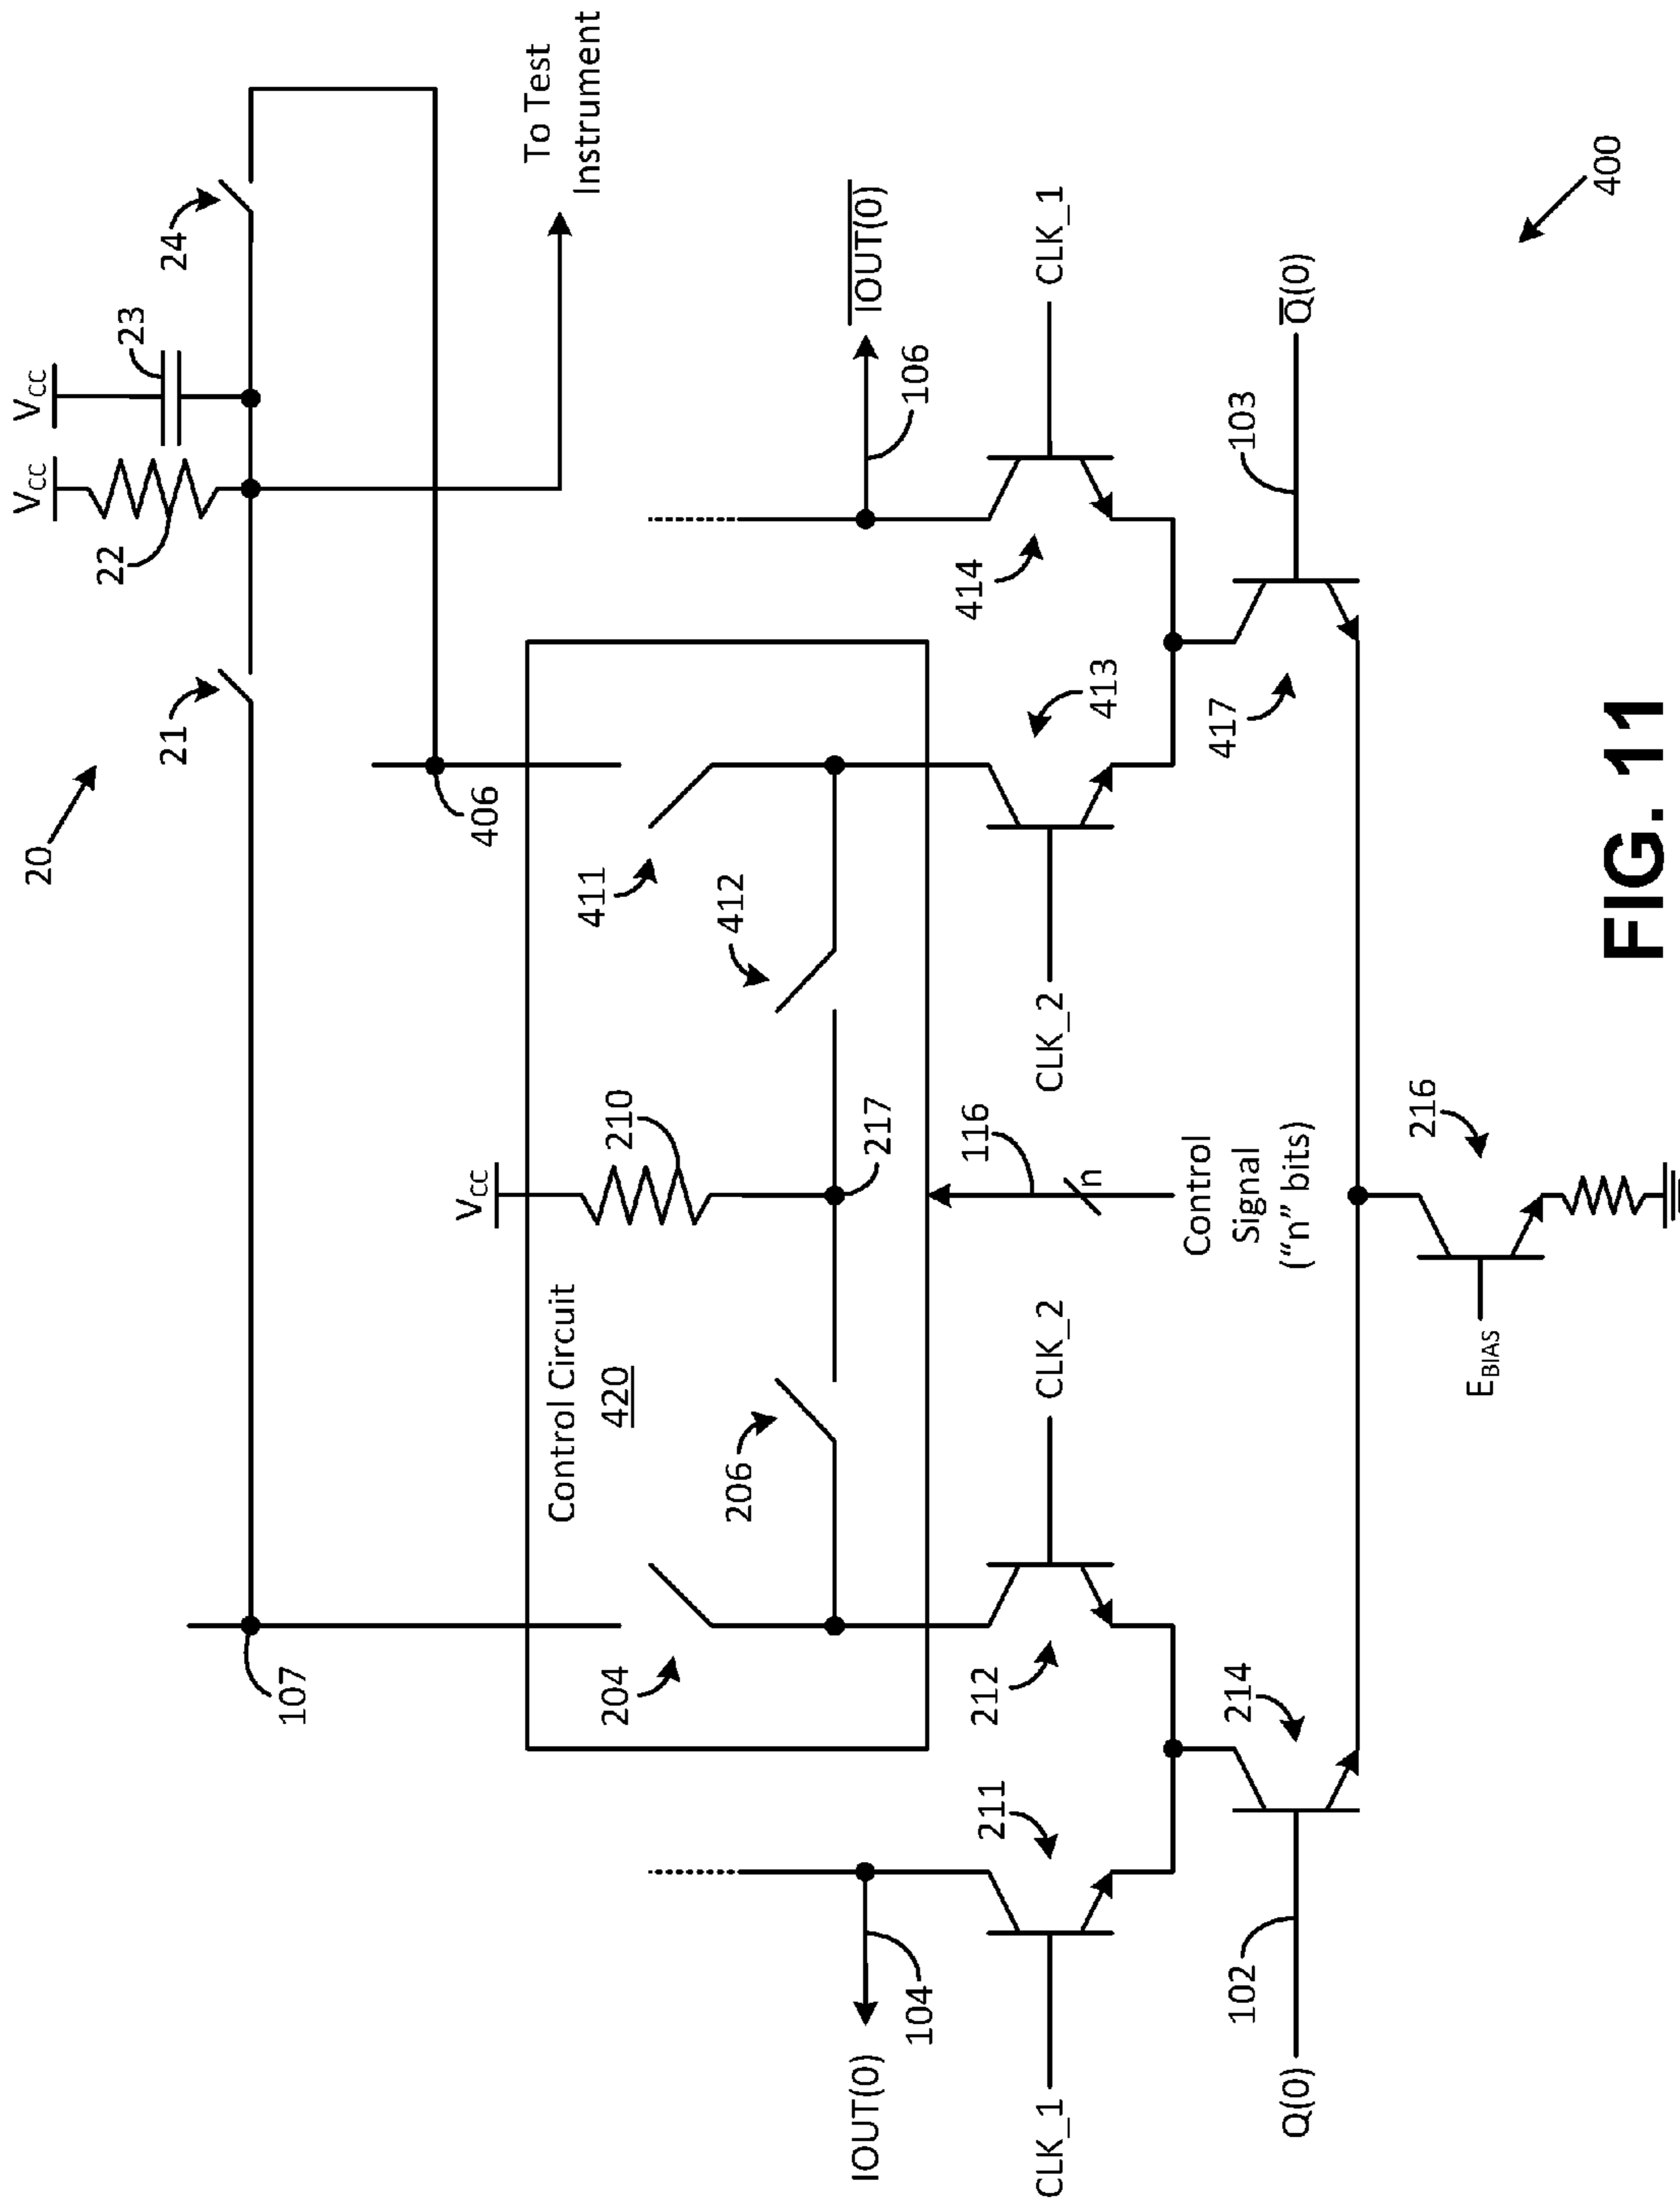 20
21
22
V<sub>CC</sub>
V<sub>CC</sub>
23
24
To Test
Instrument
107
406
Control Circuit
420
V<sub>CC</sub>
210
204
206
217
411
412
IOUT(0)
104
106
I̅O̅U̅T̅(̅0̅)̅
CLK_1
211
212
CLK_2
116
n
Control
Signal
("n" bits)
CLK_2
413
414
CLK_1
Q(0)
102
214
417
103
Q̅(0)
E<sub>BIAS</sub>
216
400
FIG. 11